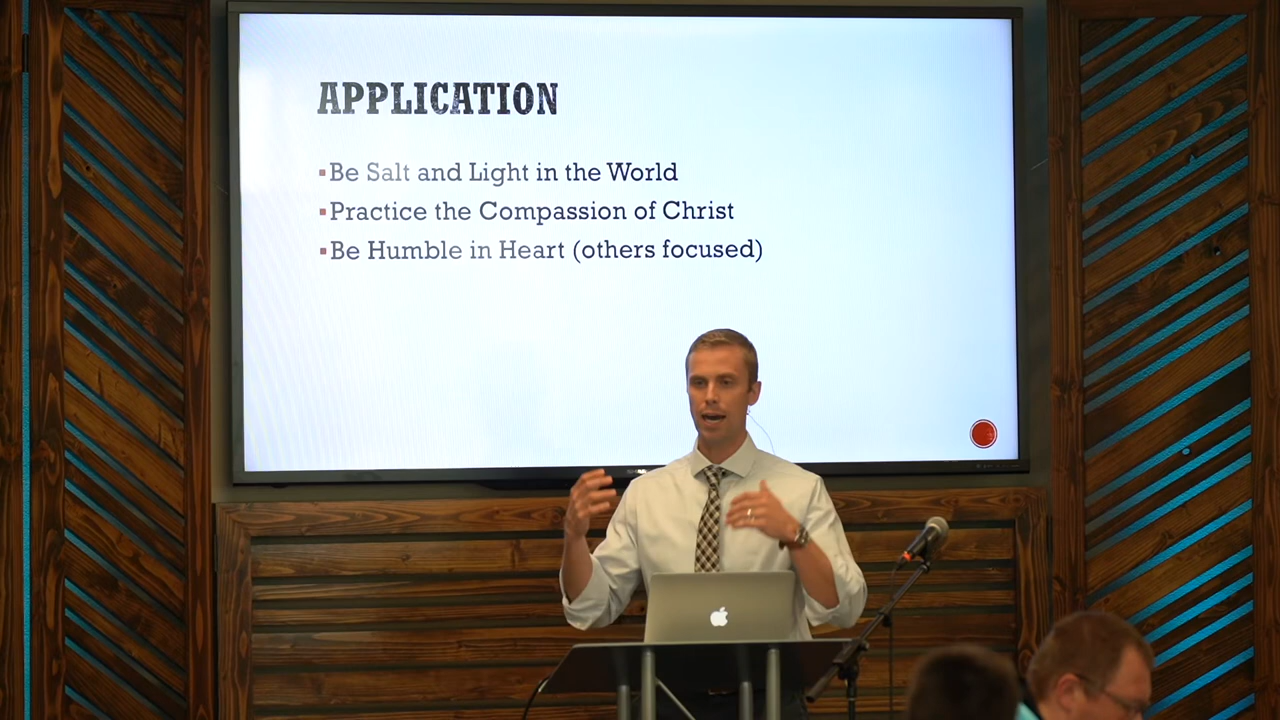 APPLICATION
▪Be Salt and Light in the World
▪Practice the Compassion of Christ
▪Be Humble in Heart (others focused)